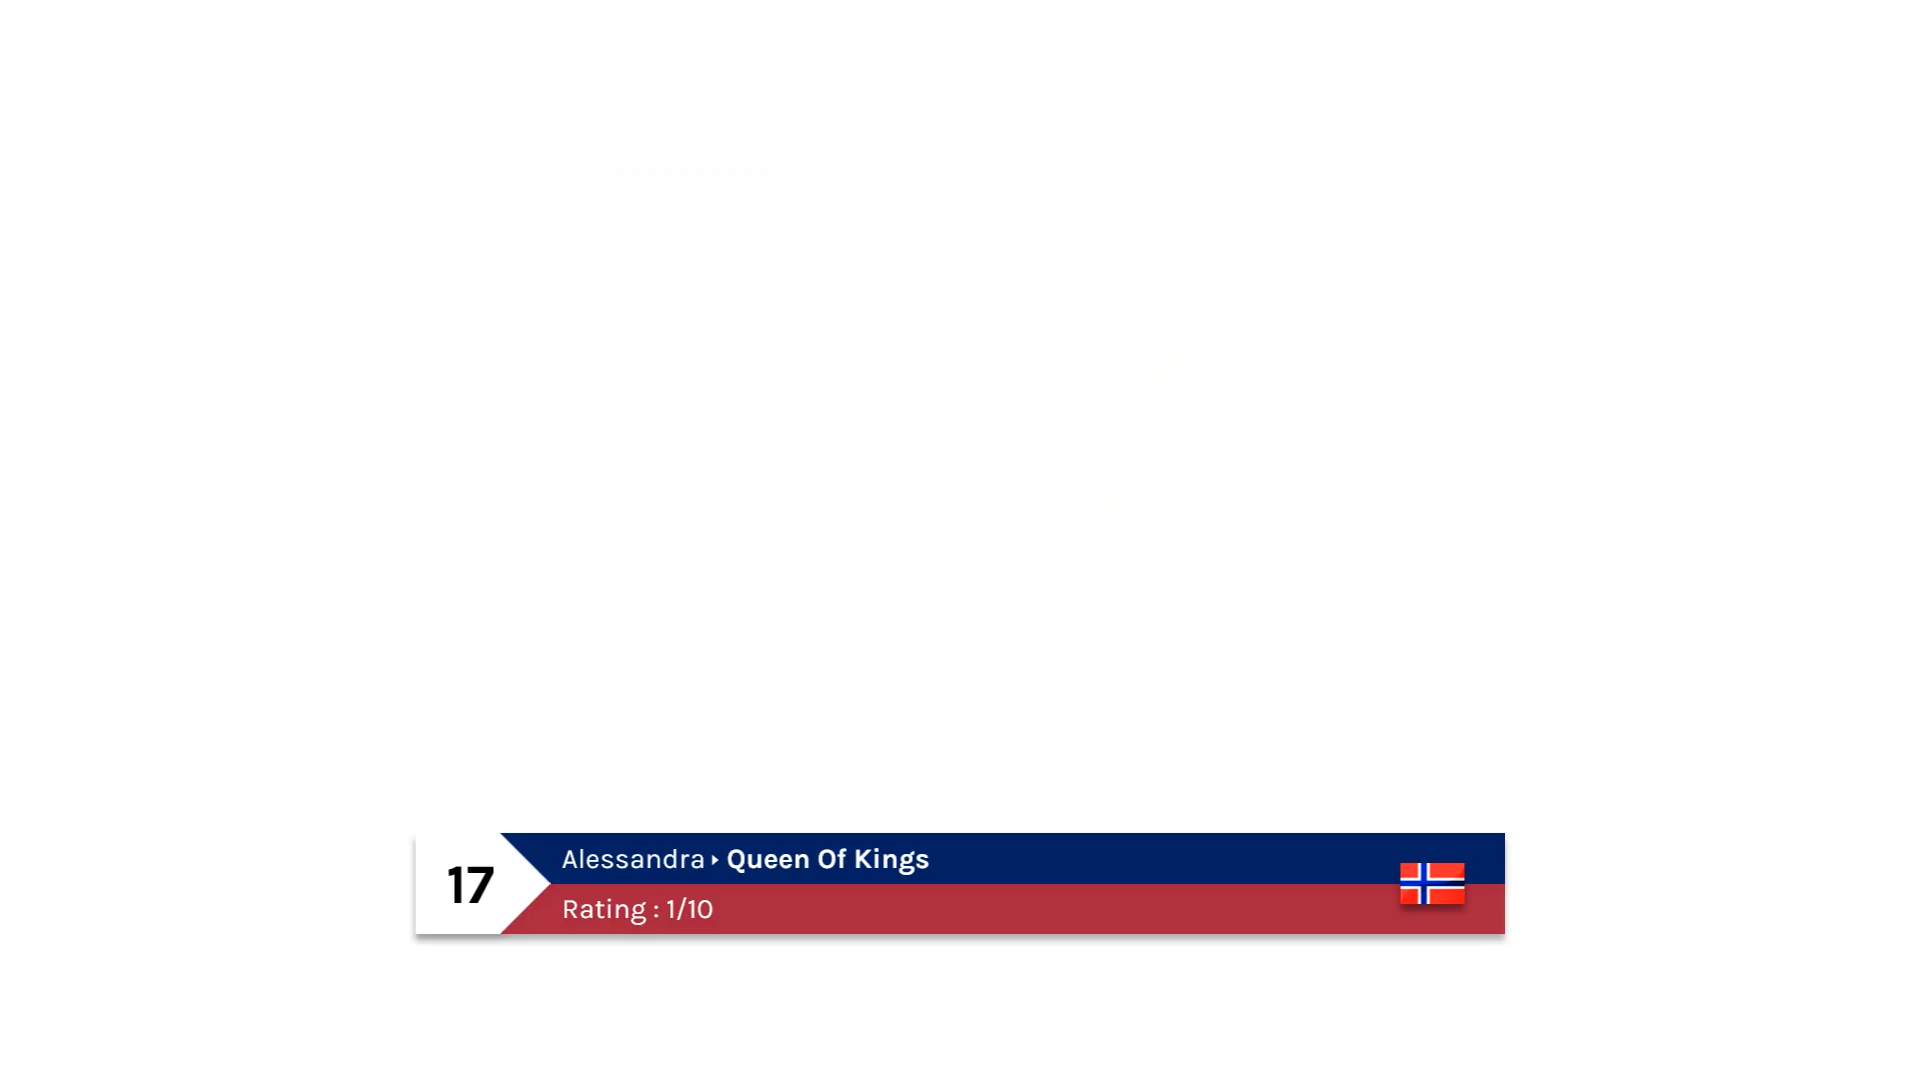 17
Alessandra ▸ Queen Of Kings
Rating : 1/10